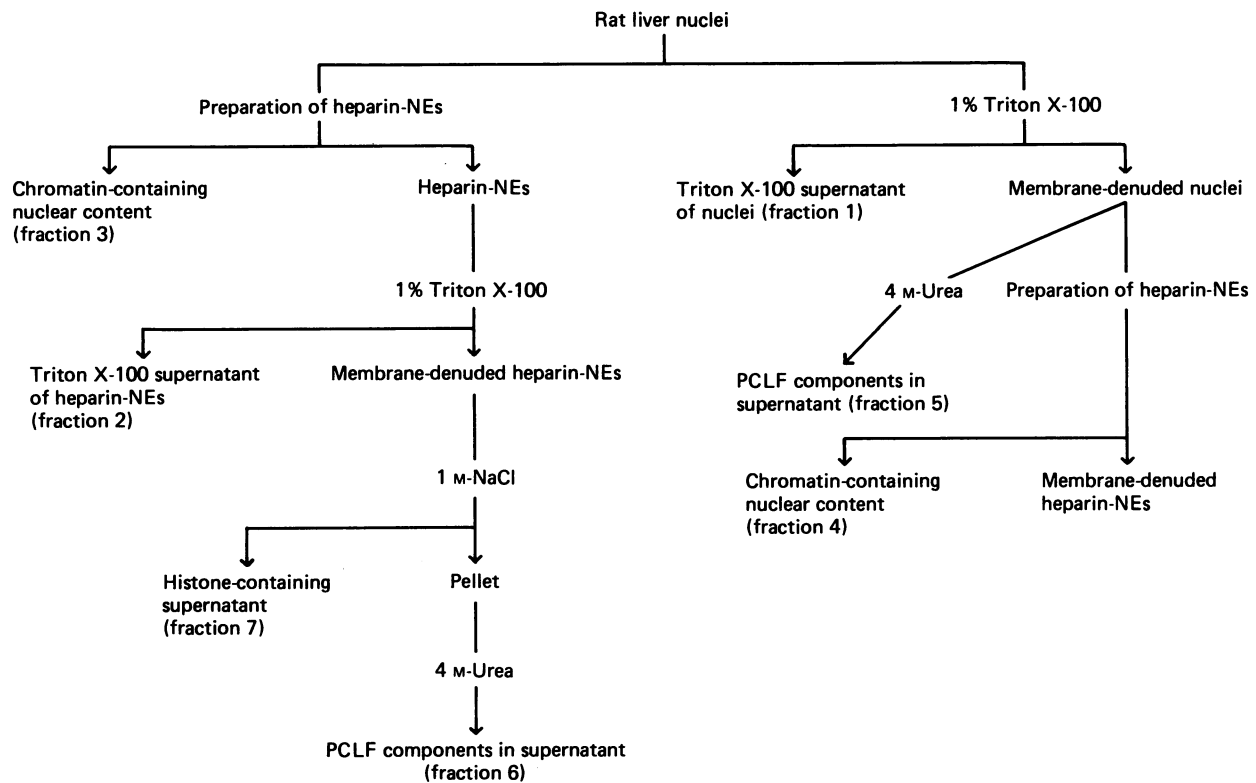 Rat liver nuclei
Preparation of heparin-NEs
1% Triton X-100
Chromatin-containing
nuclear content
(fraction 3)
Heparin-NEs
Triton X-100 supernatant
of nuclei (fraction 1)
Membrane-denuded nuclei
1% Triton X-100
4 M-Urea
Preparation of heparin-NEs
Triton X-100 supernatant
of heparin-NEs
(fraction 2)
Membrane-denuded heparin-NEs
PCLF components in
supernatant (fraction 5)
1 M-NaCl
Chromatin-containing
nuclear content
(fraction 4)
Membrane-denuded
heparin-NEs
Histone-containing
supernatant
(fraction 7)
Pellet
4 M-Urea
PCLF components in supernatant
(fraction 6)